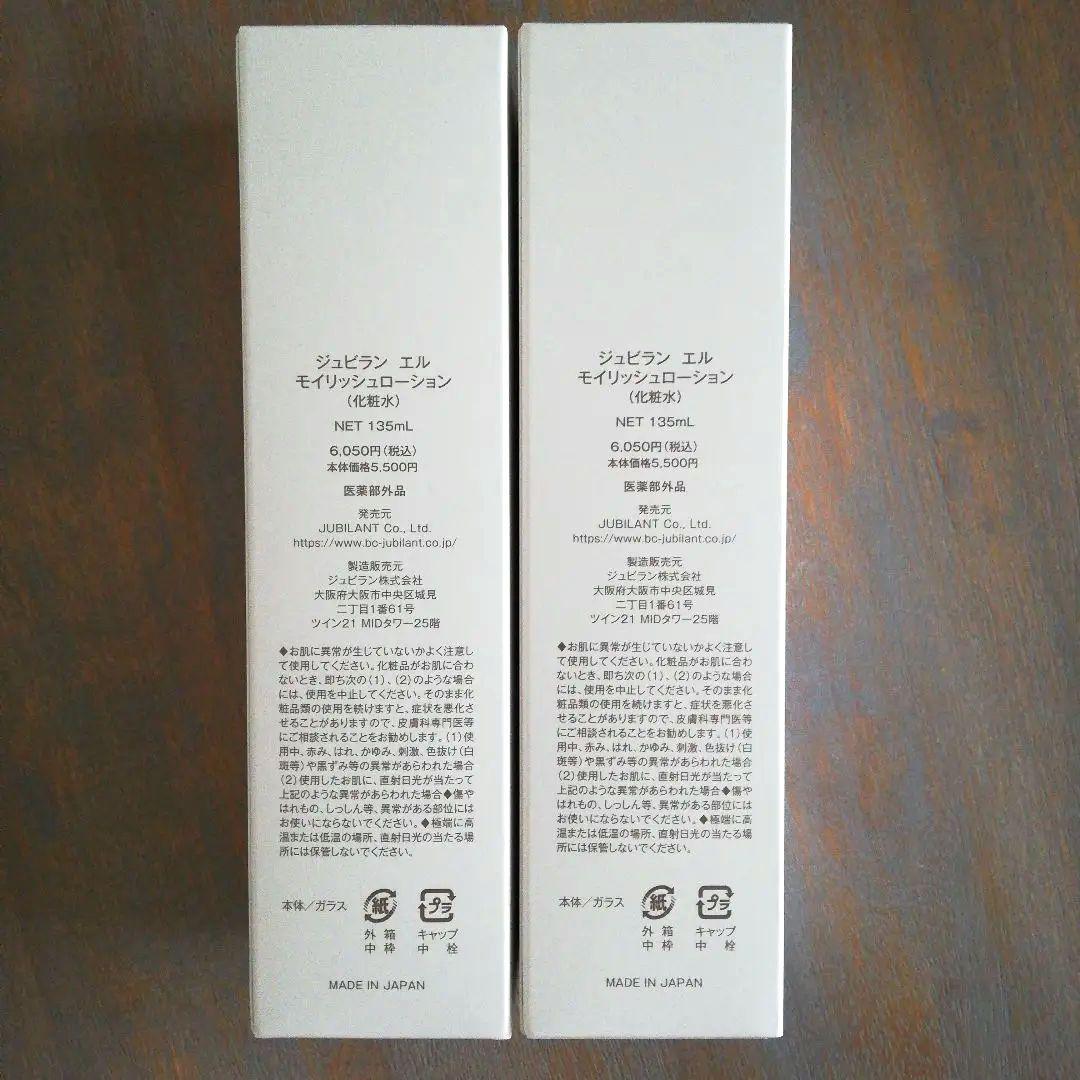 ジュビラン エル
モイリッシュローション
(化粧水)
NET 135mL
6,050円(税込)
本体価格5,500円
医薬部外品
発売元
JUBILANT Co., Ltd.
https://www.bc-jubilant.co.jp/
製造販売元
ジュビラン株式会社
大阪府大阪市中央区城見
二丁目1番61号
ツイン21 MIDタワー25階
◆お肌に異常が生じていないかよく注意し
て使用してください。化粧品がお肌に合わ
ないとき、即ち次の(1)、(2)のような場合
には、使用を中止してください。そのまま化
粧品類の使用を続けますと、症状を悪化さ
せることがありますので、皮膚科専門医等
にご相談されることをお勧めします。(1)使
用中、赤み、はれ、かゆみ、刺激、色抜け(白
斑等)や黒ずみ等の異常があらわれた場合
(2)使用したお肌に、直射日光が当たって
上記のような異常があらわれた場合◆傷や
はれもの、しっしん等、異常がある部位には
お使いにならないでください。◆極端に高
温または低温の場所、直射日光の当たる場
所には保管しないでください。
本体/ガラス
紙
プラ
外箱
キャップ
中枠
中栓
MADE IN JAPAN
ジュビラン エル
モイリッシュローション
(化粧水)
NET 135mL
6,050円(税込)
本体価格5,500円
医薬部外品
発売元
JUBILANT Co., Ltd.
https://www.bc-jubilant.co.jp/
製造販売元
ジュビラン株式会社
大阪府大阪市中央区城見
二丁目1番61号
ツイン21 MIDタワー25階
◆お肌に異常が生じていないかよく注意し
て使用してください。化粧品がお肌に合わ
ないとき、即ち次の(1)、(2)のような場合
には、使用を中止してください。そのまま化
粧品類の使用を続けますと、症状を悪化さ
せることがありますので、皮膚科専門医等
にご相談されることをお勧めします。(1)使
用中、赤み、はれ、かゆみ、刺激、色抜け(白
斑等)や黒ずみ等の異常があらわれた場合
(2)使用したお肌に、直射日光が当たって
上記のような異常があらわれた場合◆傷や
はれもの、しっしん等、異常がある部位には
お使いにならないでください。◆極端に高
温または低温の場所、直射日光の当たる場
所には保管しないでください。
本体/ガラス
紙
プラ
外箱
キャップ
中枠
中栓
MADE IN JAPAN